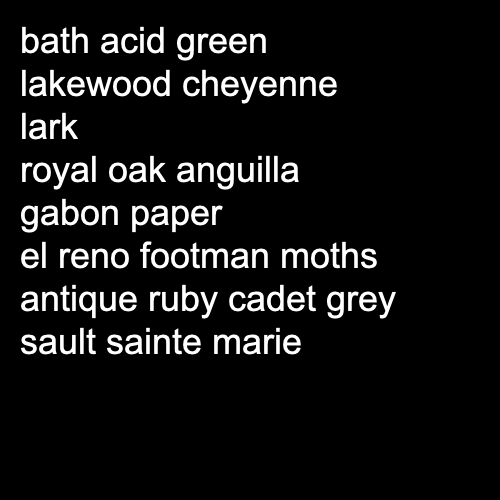 bath acid green
lakewood cheyenne
lark
royal oak anguilla
gabon paper
el reno footman moths
antique ruby cadet grey
sault sainte marie